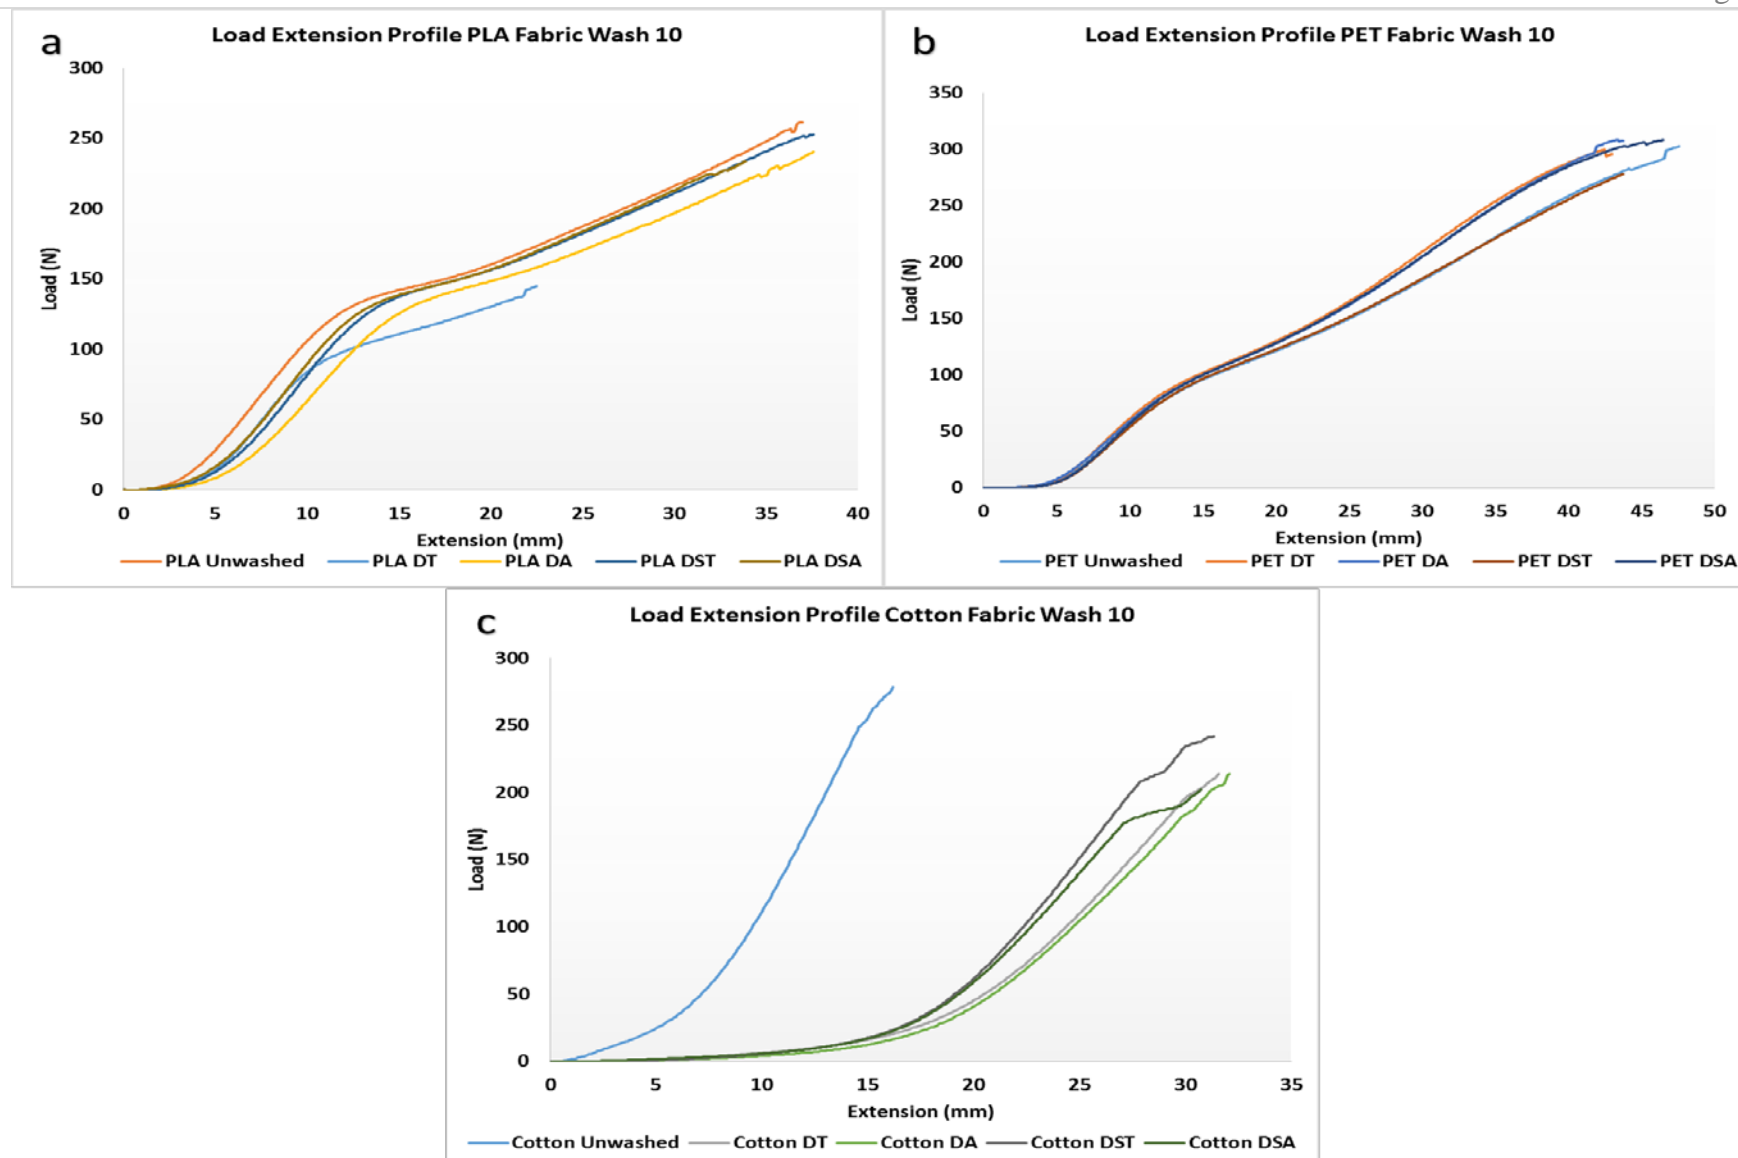 g
a
Load Extension Profile PLA Fabric Wash 10
300
250
200
150
100
50
0
Load (N)
0 5 10 15 20 25 30 35 40
Extension (mm)
PLA Unwashed PLA DT PLA DA PLA DST PLA DSA
b
Load Extension Profile PET Fabric Wash 10
350
300
250
200
150
100
50
0
Load (N)
0 5 10 15 20 25 30 35 40 45 50
Extension (mm)
PET Unwashed PET DT PET DA PET DST PET DSA
c
Load Extension Profile Cotton Fabric Wash 10
300
250
200
150
100
50
0
Load (N)
0 5 10 15 20 25 30 35
Extension (mm)
Cotton Unwashed Cotton DT Cotton DA Cotton DST Cotton DSA